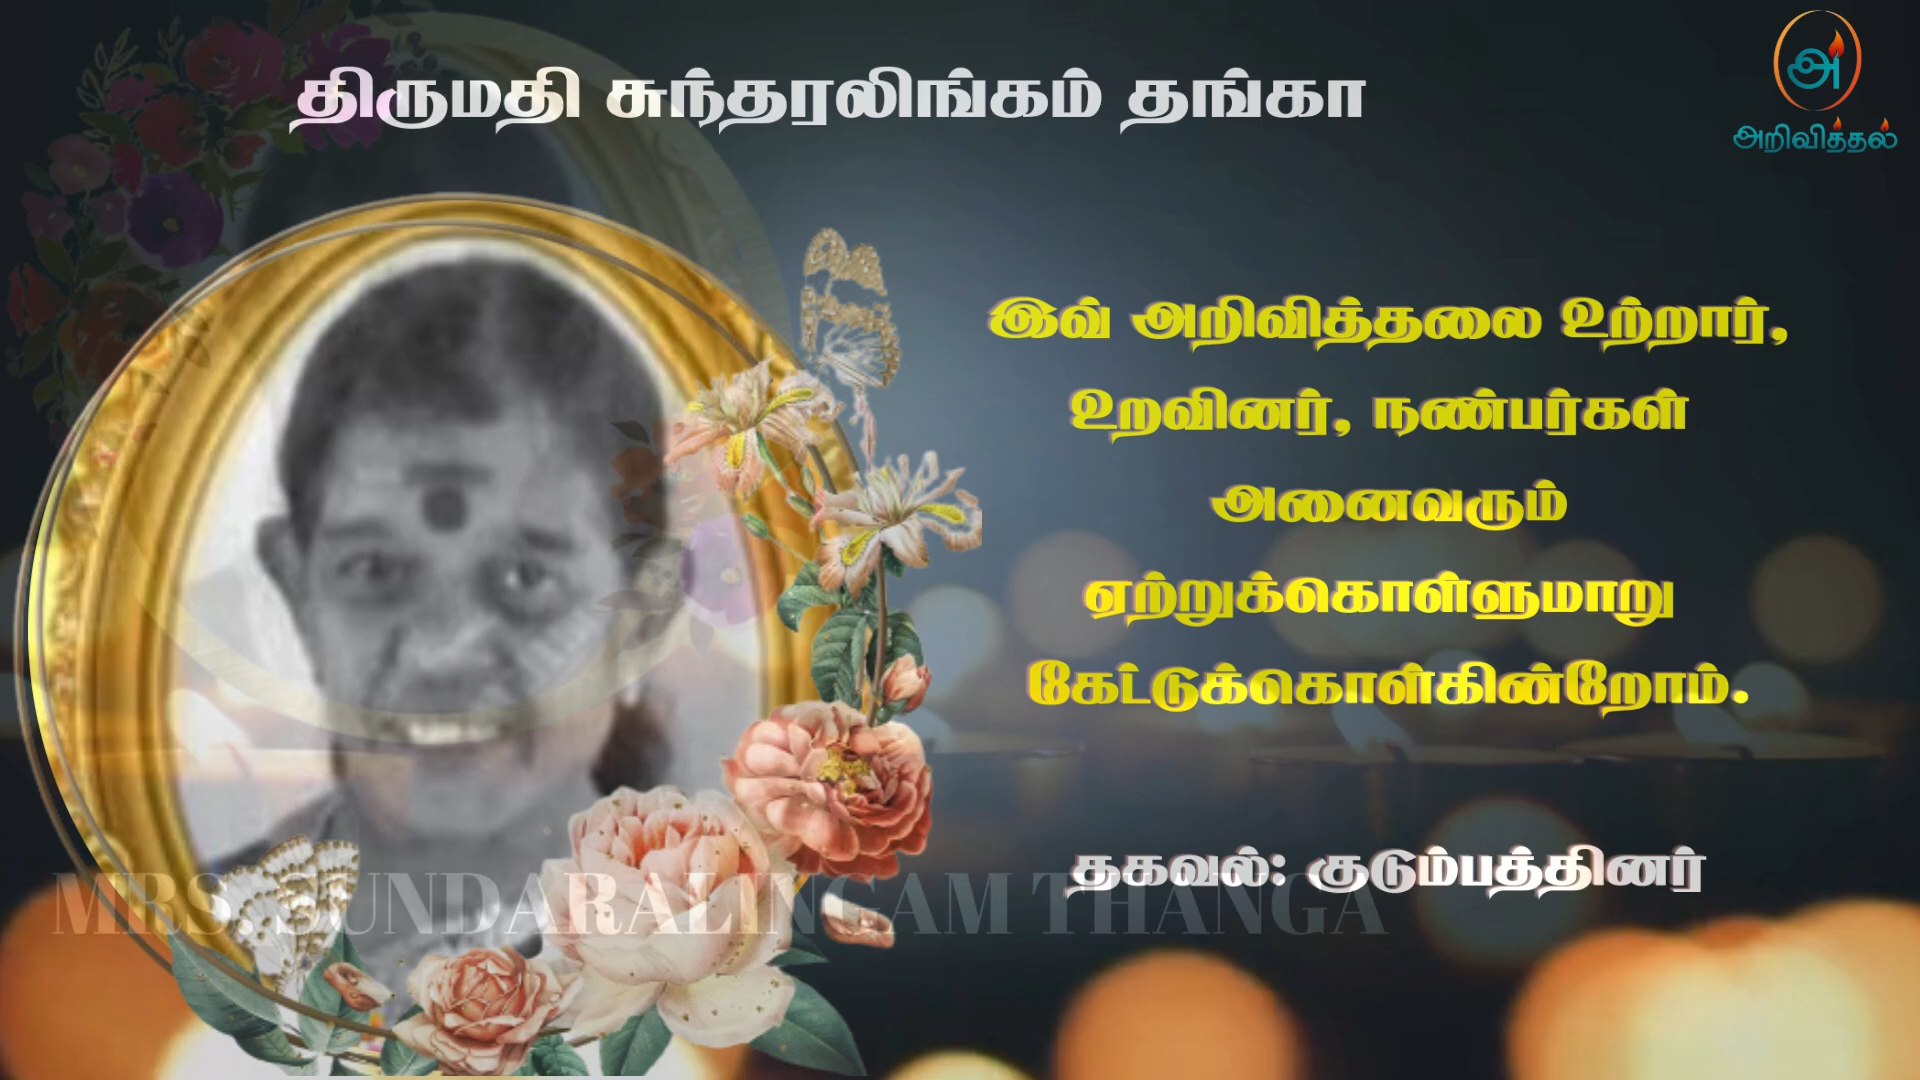 திருமதி சுந்தரலிங்கம் தங்கா
அ
அறிவித்தல்
இவ் அறிவித்தலை உற்றார்,
உறவினர், நண்பர்கள்
அனைவரும்
ஏற்றுக்கொள்ளுமாறு
கேட்டுக்கொள்கின்றோம்.
தகவல்: குடும்பத்தினர்
MRS. SUNDARALINGAM THANGA